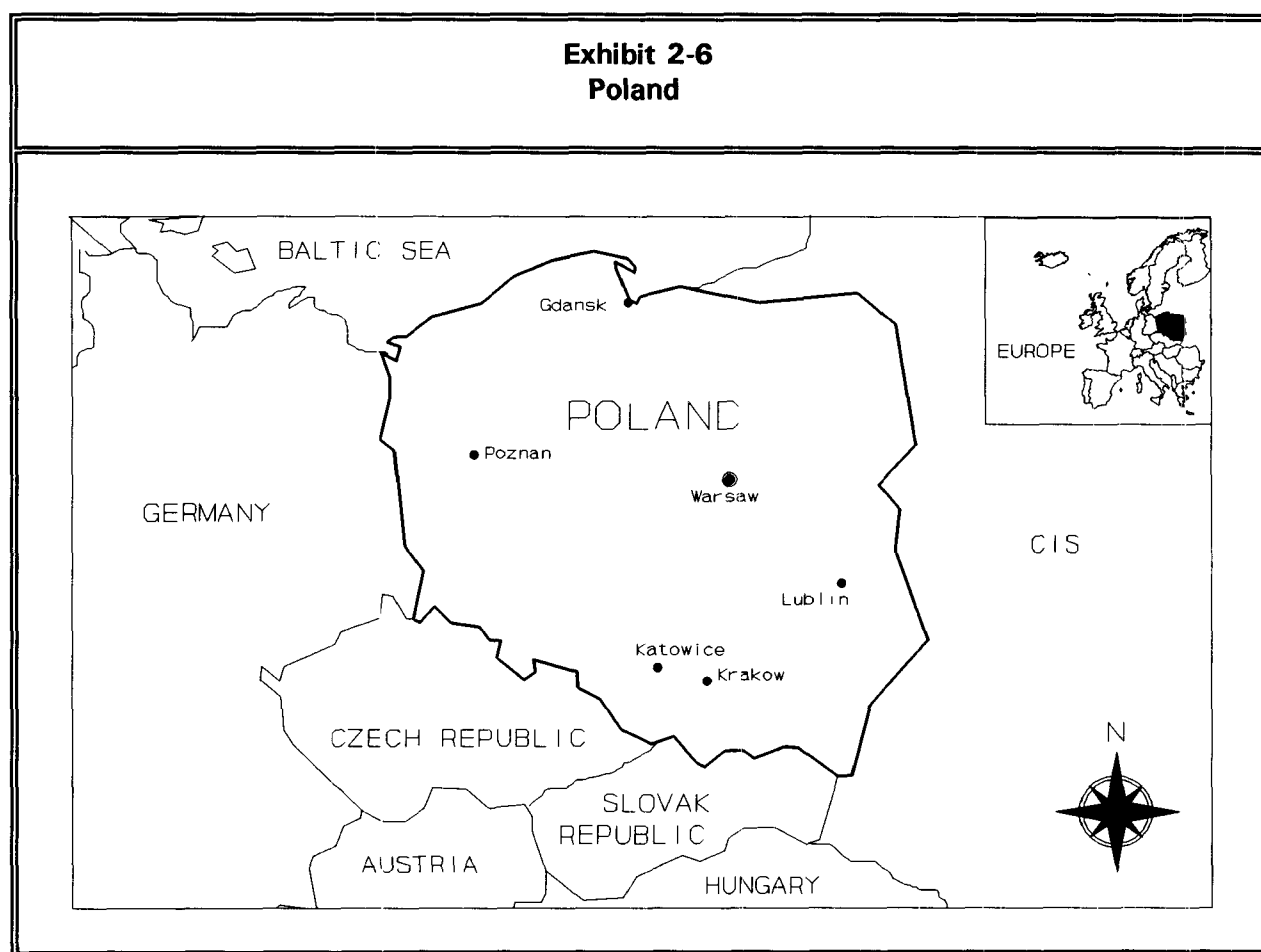 Exhibit 2-6
Poland
BALTIC SEA
Gdansk
EUROPE
POLAND
Poznan
Warsaw
GERMANY
CIS
Lublin
Katowice
Krakow
N
CZECH REPUBLIC
SLOVAK
REPUBLIC
AUSTRIA
HUNGARY